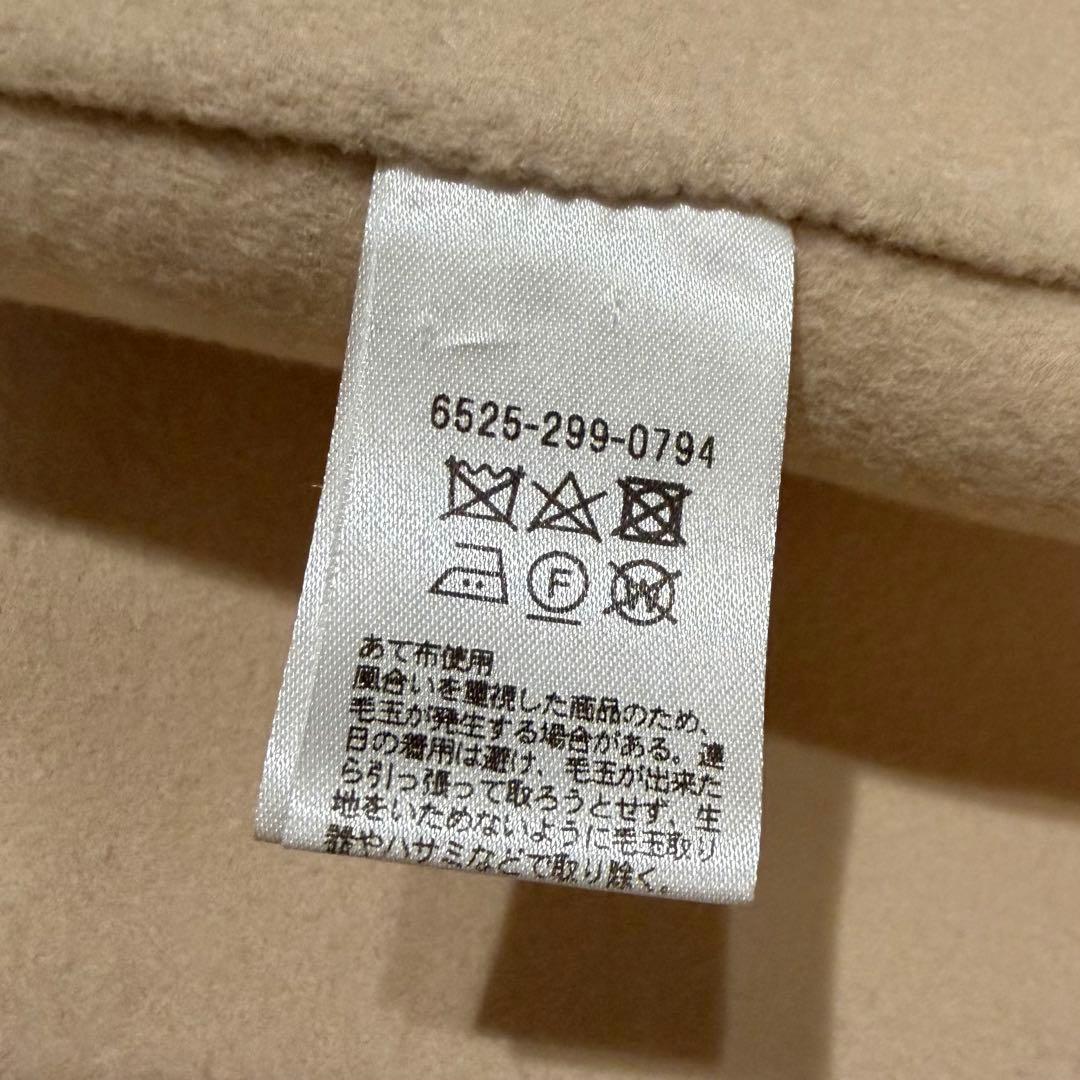 6525-299-0794
F
W
あて布使用
風合いを重視した商品のため、
毛玉が発生する場合がある。連
日の着用は避け、毛玉が出来た
ら引っ張って取ろうとせず、生
地をいためないように毛玉取り
器やハサミなどで取り除く。